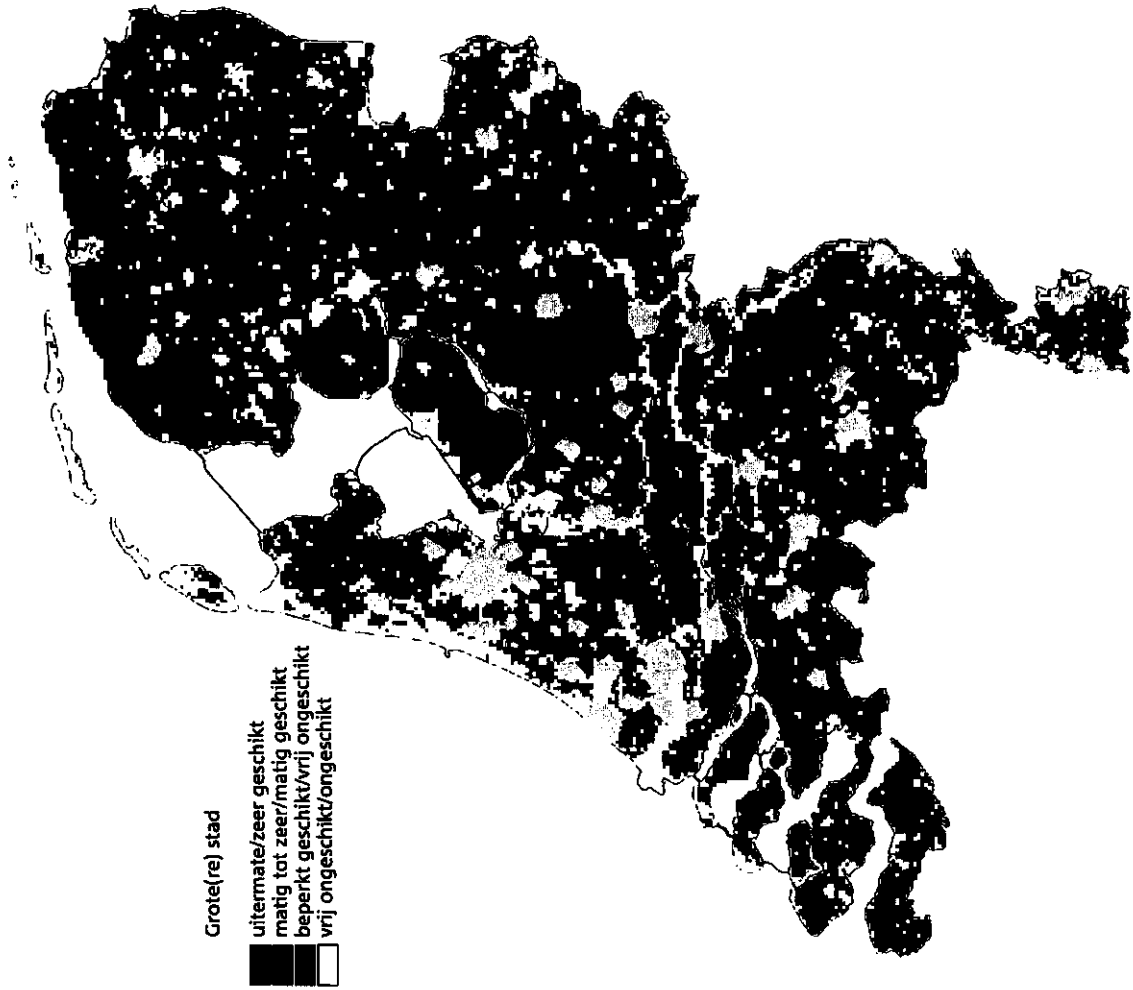 Grote(re) stad
uitermate/zeer geschikt
matig tot zeer/matig geschikt
beperkt geschikt/vrij ongeschikt
vrij ongeschikt/ongeschikt